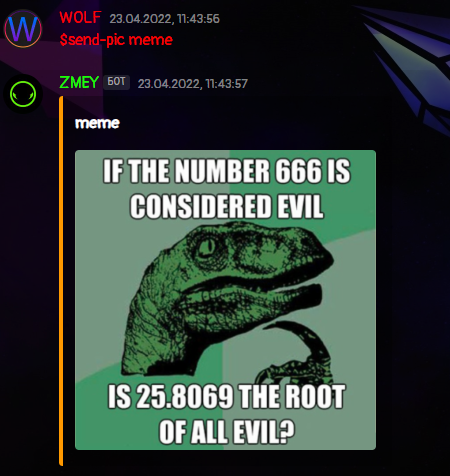 WOLF 23.04.2022, 11:43:56
$send-pic meme
ZMEY БОТ 23.04.2022, 11:43:57
meme
IF THE NUMBER 666 IS
CONSIDERED EVIL
IS 25.8069 THE ROOT
OF ALL EVIL?